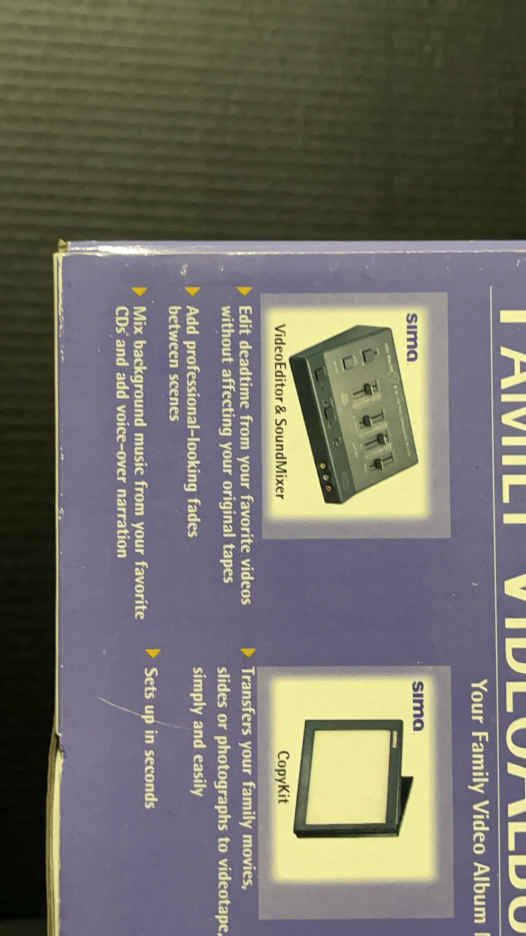 FAMILY VIDEOALBU
Your Family Video Album
sima
VideoEditor & SoundMixer
Edit deadtime from your favorite videos
without affecting your original tapes
Add professional-looking fades
between scenes
Mix background music from your favorite
CDs and add voice-over narration
sima
CopyKit
Transfers your family movies,
slides or photographs to videotape,
simply and easily
Sets up in seconds